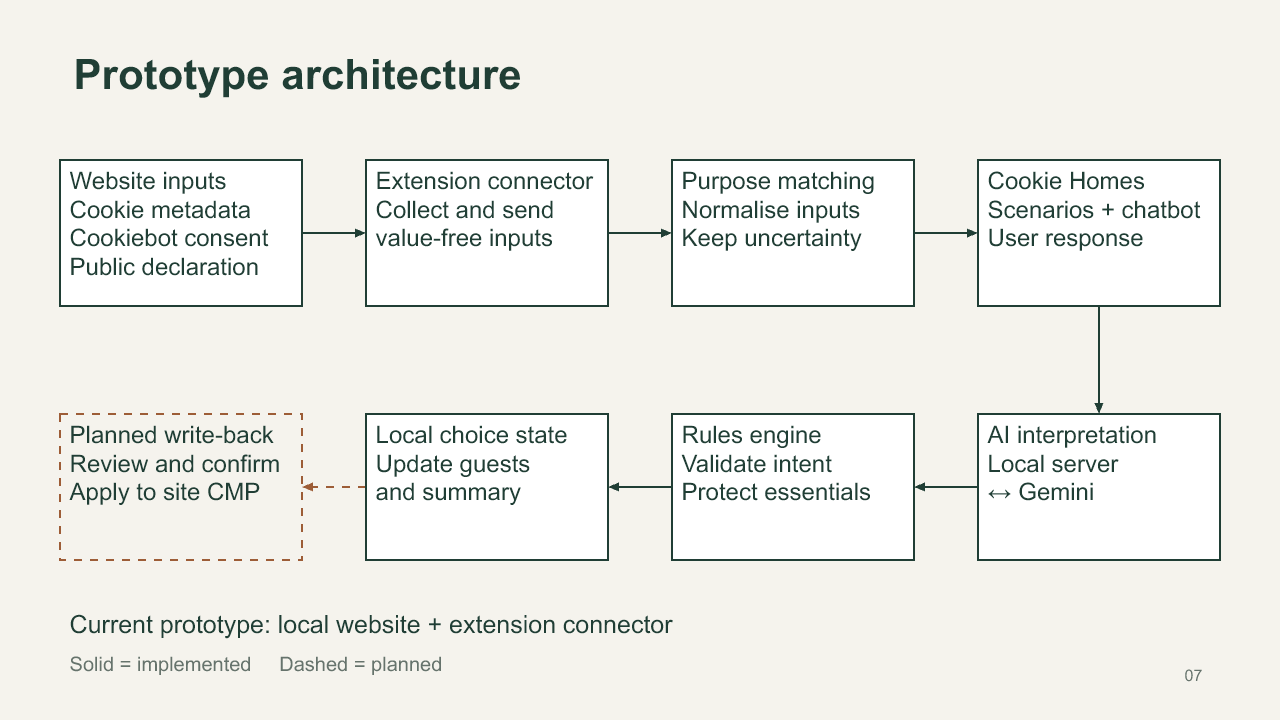 Prototype architecture
Website inputs
Cookie metadata
Cookiebot consent
Public declaration
Extension connector
Collect and send
value-free inputs
Purpose matching
Normalise inputs
Keep uncertainty
Cookie Homes
Scenarios + chatbot
User response
Planned write-back
Review and confirm
Apply to site CMP
Local choice state
Update guests
and summary
Rules engine
Validate intent
Protect essentials
AI interpretation
Local server
↔ Gemini
Current prototype: local website + extension connector
Solid = implemented Dashed = planned
07